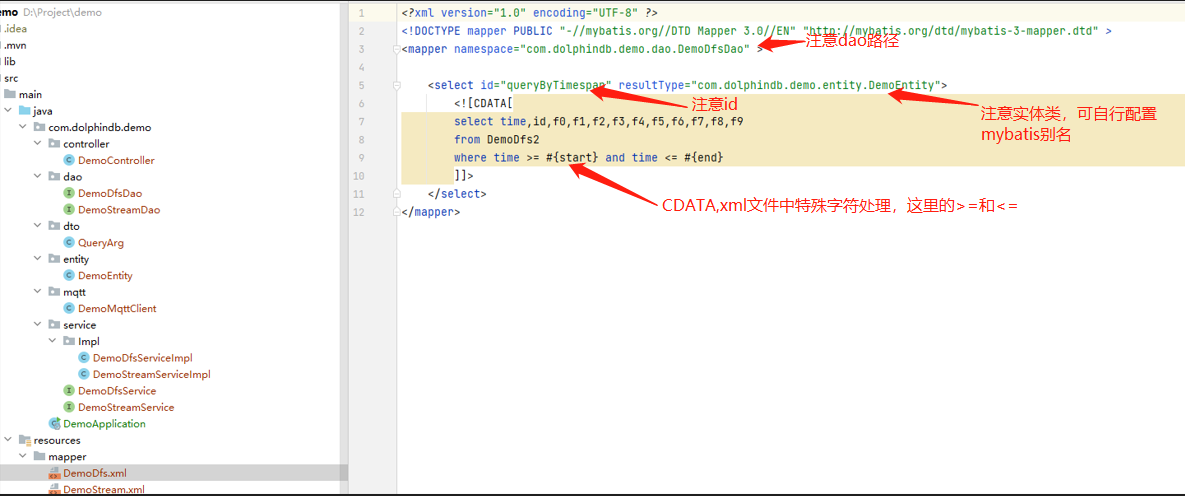 emo D:\Project\demo
.idea
.mvn
lib
src
main
java
com.dolphindb.demo
controller
DemoController
dao
DemoDfsDao
DemoStreamDao
dto
QueryArg
entity
DemoEntity
mqtt
DemoMqttClient
service
Impl
DemoDfsServiceImpl
DemoStreamServiceImpl
DemoDfsService
DemoStreamService
DemoApplication
resources
mapper
DemoDfs.xml
DemoStream.xml
1 <?xml version="1.0" encoding="UTF-8" ?>
2 <!DOCTYPE mapper PUBLIC "-//mybatis.org//DTD Mapper 3.0//EN" "http://mybatis.org/dtd/mybatis-3-mapper.dtd" >
3 <mapper namespace="com.dolphindb.demo.dao.DemoDfsDao" >
注意dao路径
4
5 <select id="queryByTimespan" resultType="com.dolphindb.demo.entity.DemoEntity">
6 <![CDATA[
注意id
注意实体类，可自行配置
mybatis别名
7 select time,id,f0,f1,f2,f3,f4,f5,f6,f7,f8,f9
8 from DemoDfs2
9 where time >= #{start} and time <= #{end}
10 ]]>
11 </select>
CDATA,xml文件中特殊字符处理，这里的>=和<=
12 </mapper>